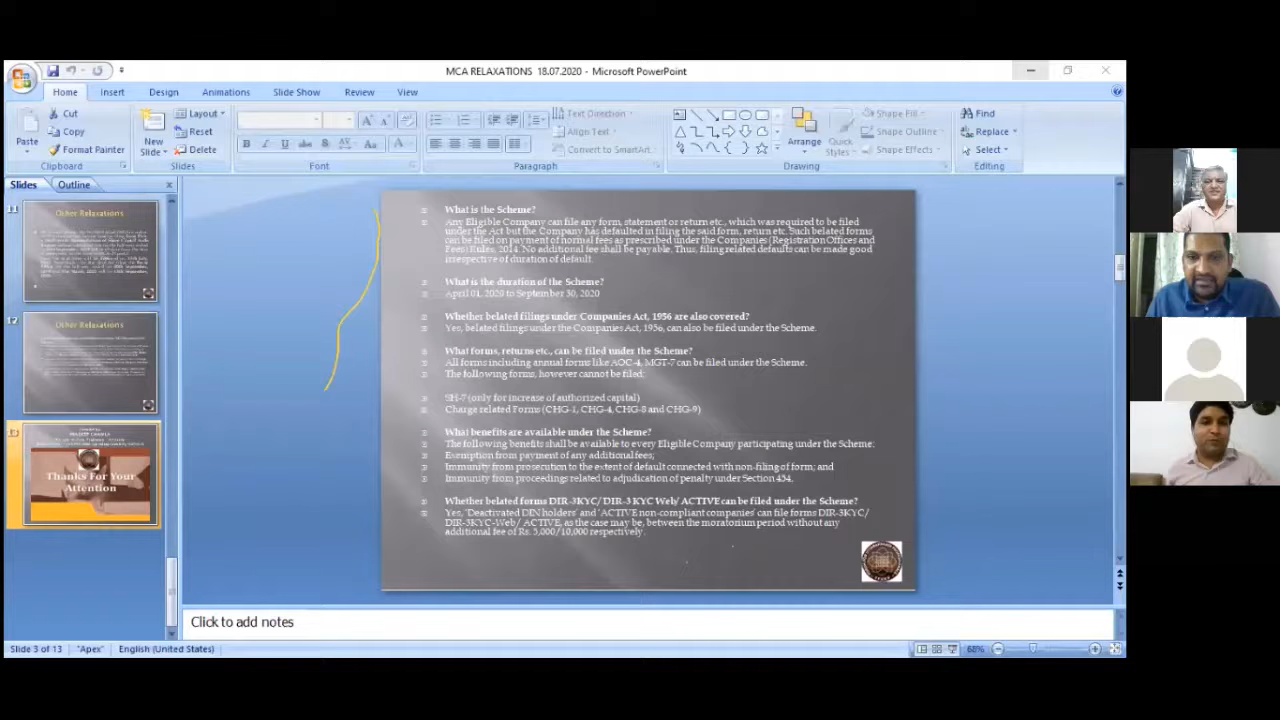 MCA RELAXATIONS 18.07.2020 - Microsoft PowerPoint
Home Insert Design Animations Slide Show Review View
Paste
Cut
Copy
Format Painter
Clipboard
New
Slide
Layout
Reset
Delete
Slides
Font
Paragraph
Text Direction
Align Text
Convert to SmartArt
Arrange
Quick
Styles
Shape Fill
Shape Outline
Shape Effects
Drawing
Find
Replace
Select
Editing
Slides Outline
11
Other Relaxations
12
Other Relaxations
13
Thanks For Your
Attention
What is the Scheme?
Any Eligible Company can file any form, statement or return etc., which was required to be filed
under the Act but the Company has defaulted in filing the said form, return etc. Such belated forms
can be filed on payment of normal fees as prescribed under the Companies (Registration Offices and
Fees) Rules, 2014. No additional fee shall be payable. Thus, filing related defaults can be made good
irrespective of duration of default.
What is the duration of the Scheme?
April 01, 2020 to September 30, 2020
Whether belated filings under Companies Act, 1956 are also covered?
Yes, belated filings under the Companies Act, 1956, can also be filed under the Scheme.
What forms, returns etc., can be filed under the Scheme?
All forms including annual forms like AOC-4, MGT-7 can be filed under the Scheme.
The following forms, however cannot be filed:
SH-7 (only for increase of authorized capital)
Charge related Forms (CHG-1, CHG-4, CHG-8 and CHG-9)
What benefits are available under the Scheme?
The following benefits shall be available to every Eligible Company participating under the Scheme:
Exemption from payment of any additional fees;
Immunity from prosecution to the extent of default connected with non-filing of form; and
Immunity from proceedings related to adjudication of penalty under Section 454.
Whether belated forms DIR-3KYC/ DIR-3 KYC Web/ ACTIVE can be filed under the Scheme?
Yes, 'Deactivated DIN holders' and 'ACTIVE non-compliant companies' can file forms DIR-3KYC/
DIR-3KYC-Web/ ACTIVE, as the case may be, between the moratorium period without any
additional fee of Rs. 5,000/10,000 respectively.
Click to add notes
Slide 3 of 13 "Apex" English (United States) 68%